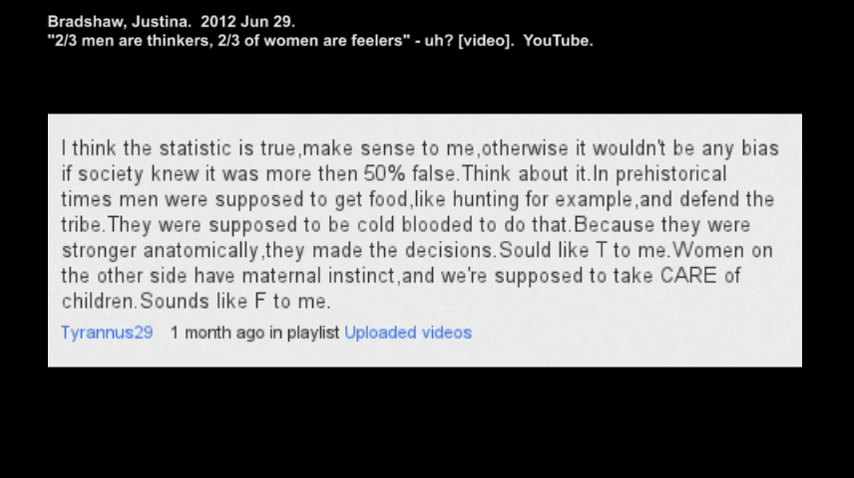 Bradshaw, Justina.  2012 Jun 29.
"2/3 men are thinkers, 2/3 of women are feelers" - uh? [video].  YouTube.
I think the statistic is true,make sense to me,otherwise it wouldn't be any bias
if society knew it was more then 50% false.Think about it.In prehistorical
times men were supposed to get food,like hunting for example,and defend the
tribe.They were supposed to be cold blooded to do that.Because they were
stronger anatomically,they made the decisions.Sould like T to me.Women on
the other side have maternal instinct,and we're supposed to take CARE of
children.Sounds like F to me.
Tyrannus29   1 month ago in playlist Uploaded videos